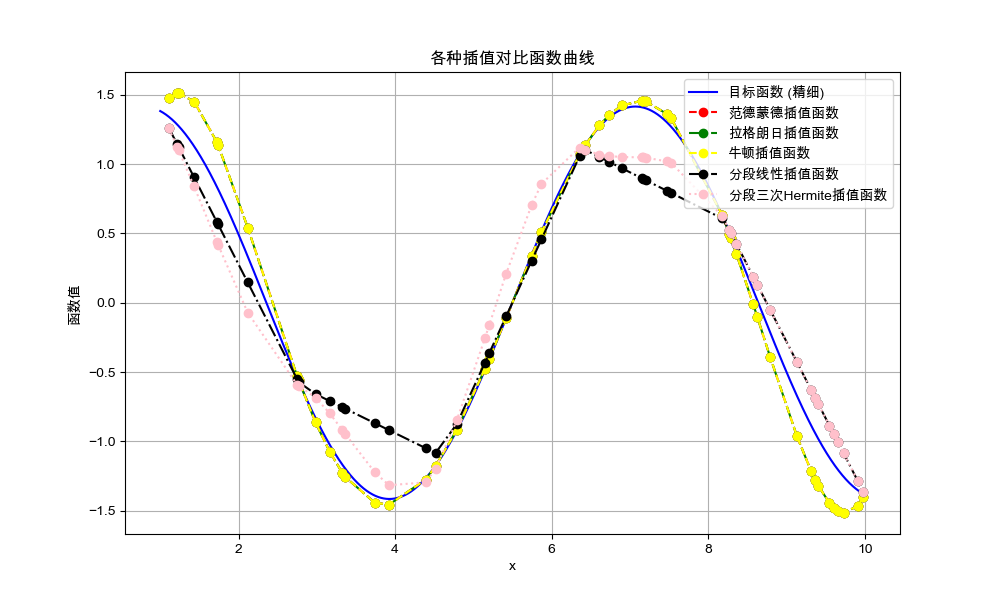 各种插值对比函数曲线
函数值
1.5
1.0
0.5
0.0
−0.5
−1.0
−1.5
目标函数 (精细)
范德蒙德插值函数
拉格朗日插值函数
牛顿插值函数
分段线性插值函数
分段三次Hermite插值函数
2 4 6 8 10
x